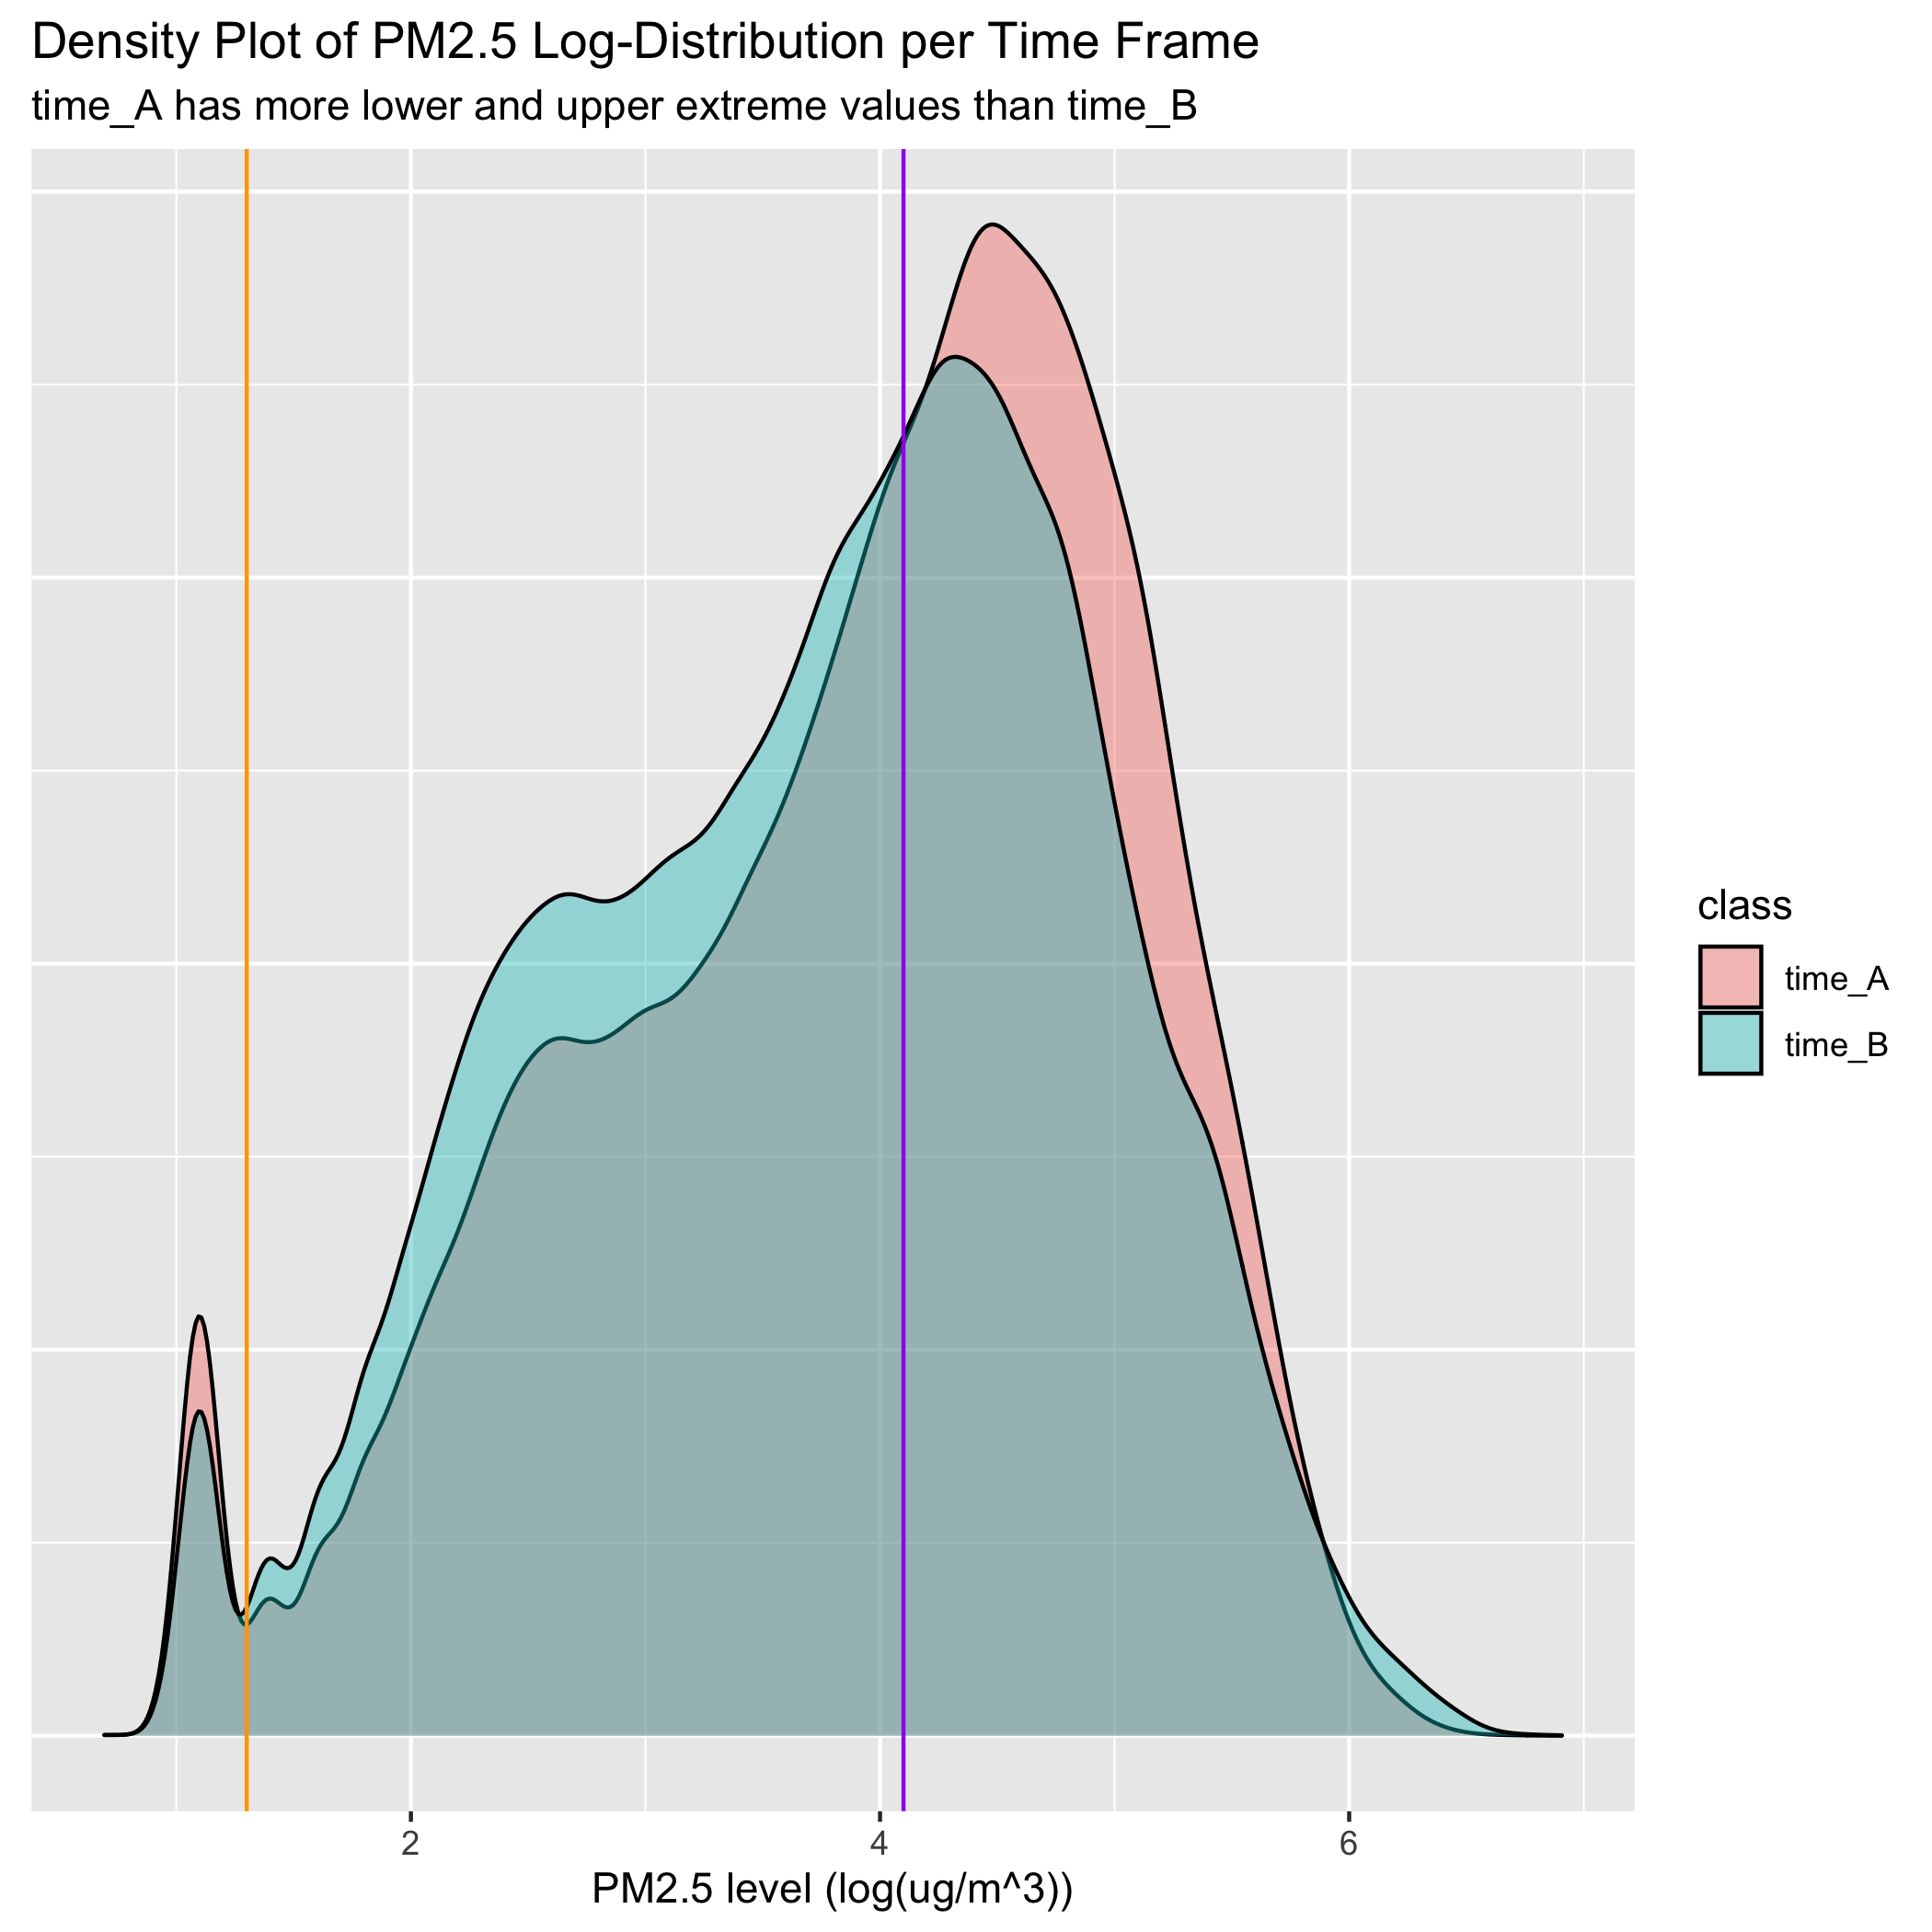 Density Plot of PM2.5 Log-Distribution per Time Frame
time_A has more lower and upper extreme values than time_B
class
time_A
time_B
2 4 6
PM2.5 level (log(ug/m^3))